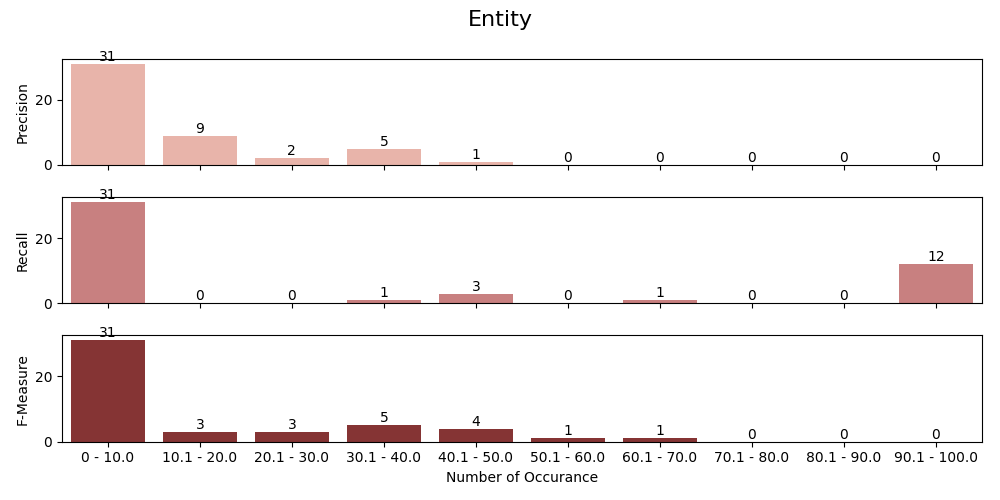 Entity
Precision
20
0
31 9 2 5 1 0 0 0 0 0
Recall
20
0
31 0 0 1 3 0 1 0 0 12
F-Measure
20
0
31 3 3 5 4 1 1 0 0 0
0 - 10.0 10.1 - 20.0 20.1 - 30.0 30.1 - 40.0 40.1 - 50.0 50.1 - 60.0 60.1 - 70.0 70.1 - 80.0 80.1 - 90.0 90.1 - 100.0
Number of Occurance